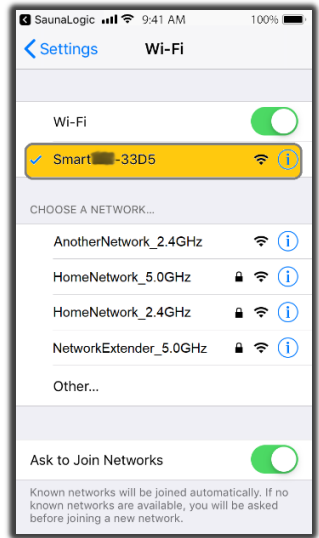 SaunaLogic 9:41 AM 100%
Settings Wi-Fi
Wi-Fi
Smart -33D5
CHOOSE A NETWORK...
AnotherNetwork_2.4GHz
HomeNetwork_5.0GHz
HomeNetwork_2.4GHz
NetworkExtender_5.0GHz
Other...
Ask to Join Networks
Known networks will be joined automatically. If no
known networks are available, you will be asked
before joining a new network.